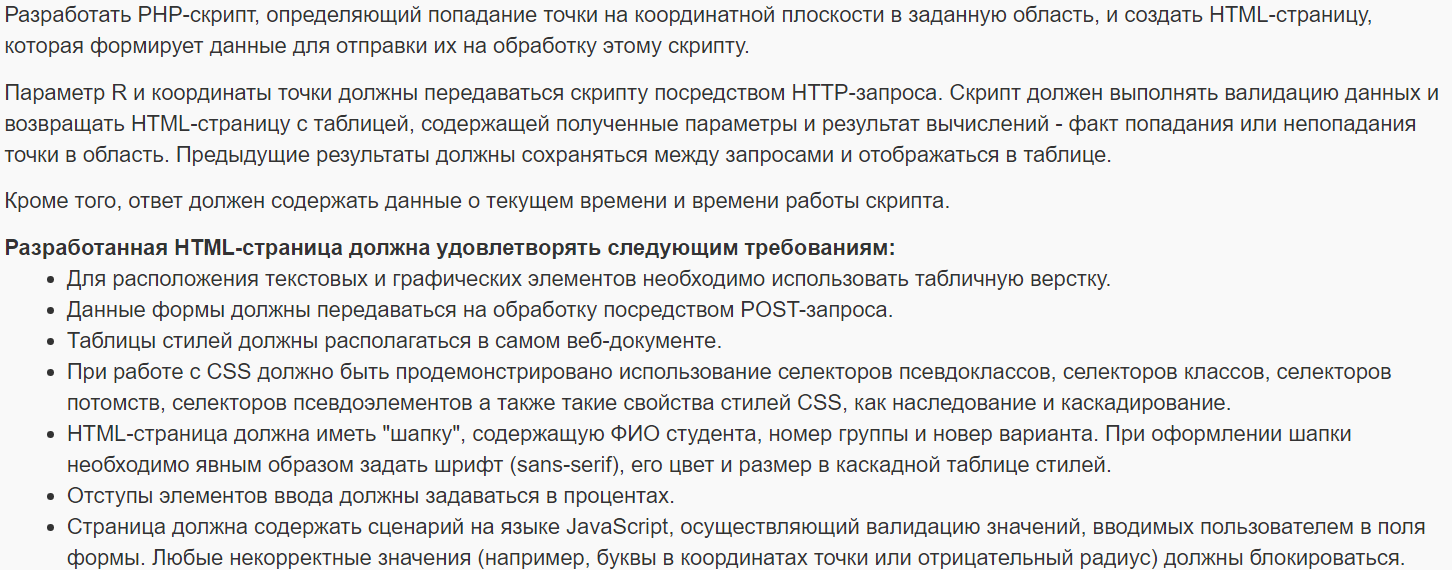 Разработать PHP-скрипт, определяющий попадание точки на координатной плоскости в заданную область, и создать HTML-страницу,
которая формирует данные для отправки их на обработку этому скрипту.
Параметр R и координаты точки должны передаваться скрипту посредством HTTP-запроса. Скрипт должен выполнять валидацию данных и
возвращать HTML-страницу с таблицей, содержащей полученные параметры и результат вычислений - факт попадания или непопадания
точки в область. Предыдущие результаты должны сохраняться между запросами и отображаться в таблице.
Кроме того, ответ должен содержать данные о текущем времени и времени работы скрипта.
Разработанная HTML-страница должна удовлетворять следующим требованиям:
• Для расположения текстовых и графических элементов необходимо использовать табличную верстку.
• Данные формы должны передаваться на обработку посредством POST-запроса.
• Таблицы стилей должны располагаться в самом веб-документе.
• При работе с CSS должно быть продемонстрировано использование селекторов псевдоклассов, селекторов классов, селекторов
потомств, селекторов псевдоэлементов а также такие свойства стилей CSS, как наследование и каскадирование.
• HTML-страница должна иметь "шапку", содержащую ФИО студента, номер группы и новер варианта. При оформлении шапки
необходимо явным образом задать шрифт (sans-serif), его цвет и размер в каскадной таблице стилей.
• Отступы элементов ввода должны задаваться в процентах.
• Страница должна содержать сценарий на языке JavaScript, осуществляющий валидацию значений, вводимых пользователем в поля
формы. Любые некорректные значения (например, буквы в координатах точки или отрицательный радиус) должны блокироваться.